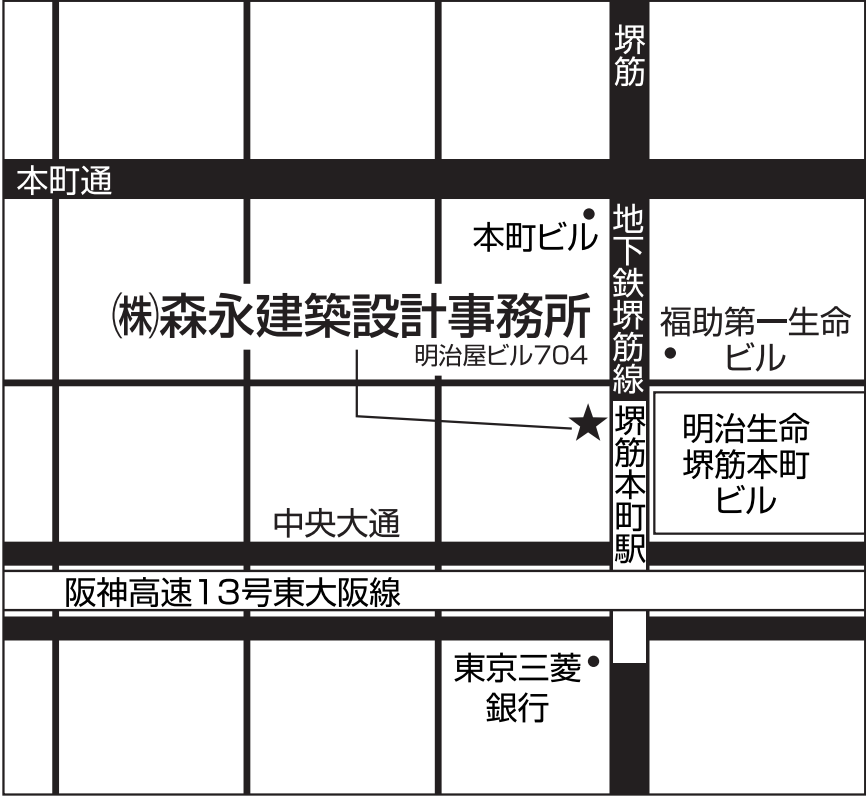 堺筋
本町通
本町ビル
地下鉄堺筋線
㈱森永建築設計事務所
明治屋ビル704
福助第一生命
ビル
堺筋本町駅
明治生命
堺筋本町
ビル
中央大通
阪神高速13号東大阪線
東京三菱
銀行